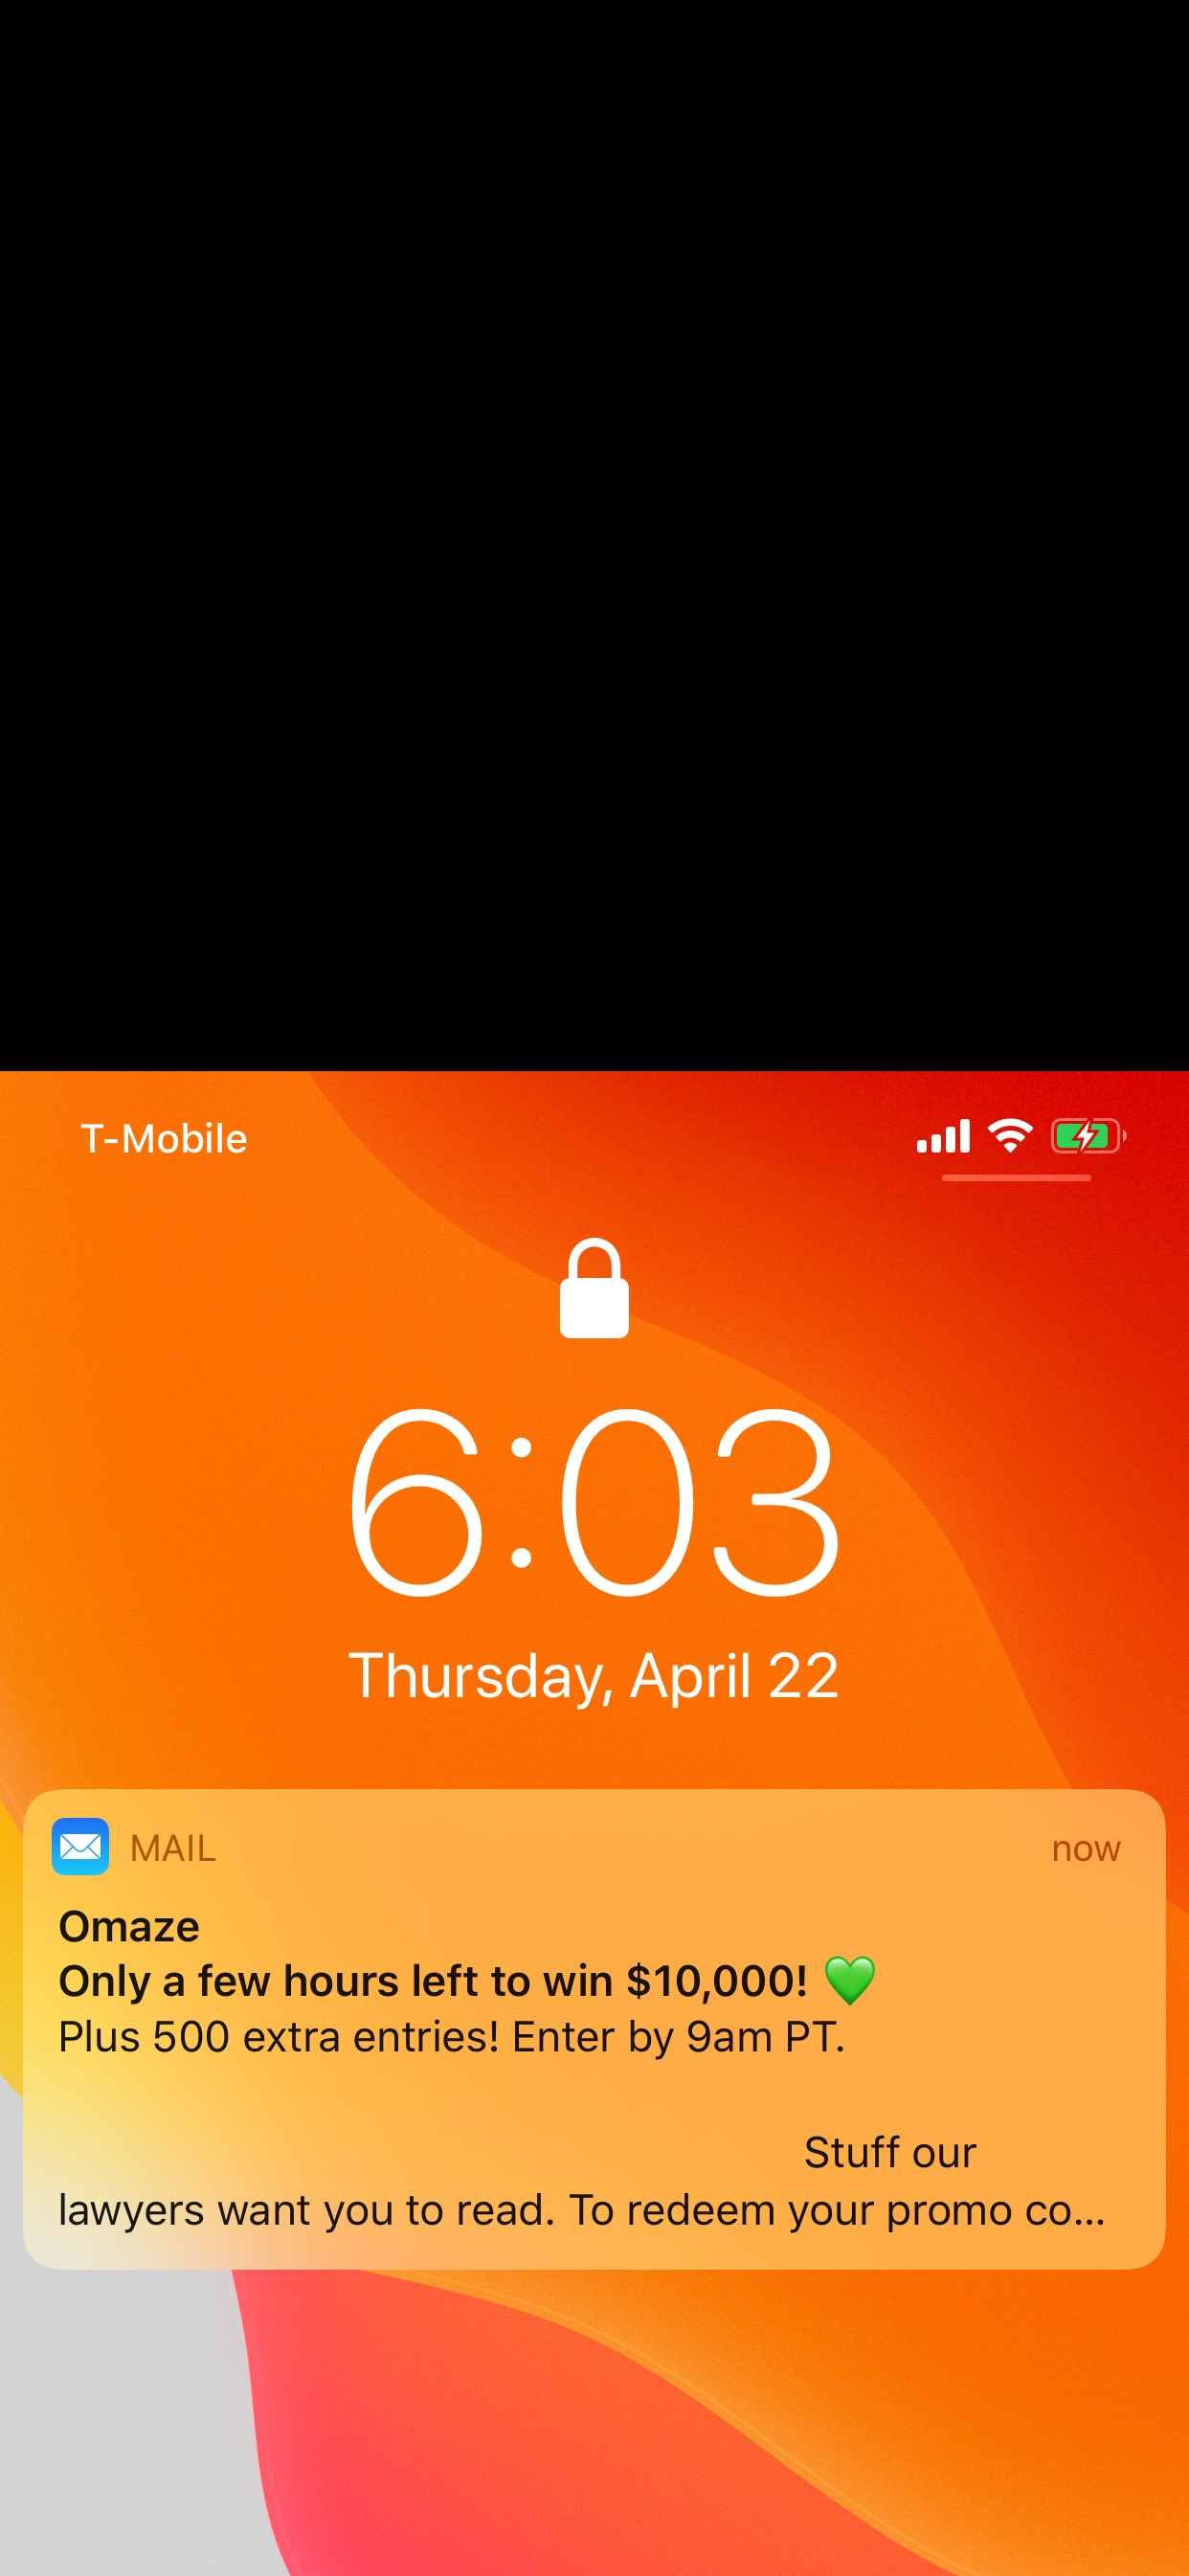 T-Mobile
6:03
Thursday, April 22
MAIL now
Omaze
Only a few hours left to win $10,000! 💚
Plus 500 extra entries! Enter by 9am PT.
Stuff our
lawyers want you to read. To redeem your promo co...